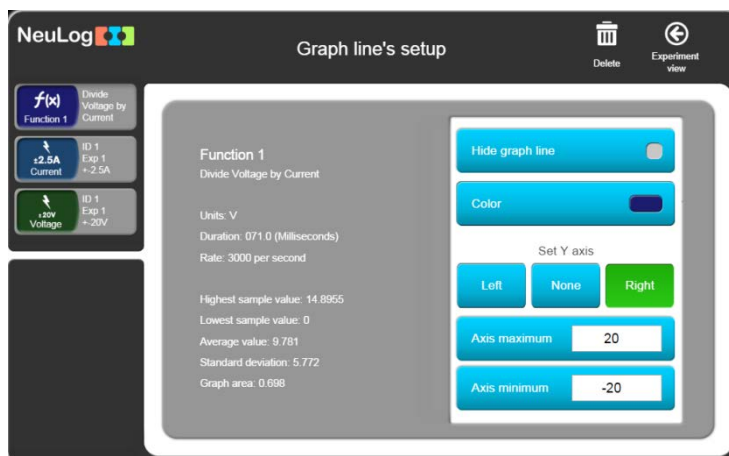 NeuLog
Graph line's setup
Delete
Experiment
view
f(x)
Function 1
Divide
Voltage by
Current
±2.5A
Current
ID 1
Exp 1
+-2.5A
±20V
Voltage
ID 1
Exp 1
+-20V
Function 1
Divide Voltage by Current
Units: V
Duration: 071.0 (Milliseconds)
Rate: 3000 per second
Highest sample value: 14.8955
Lowest sample value: 0
Average value: 9.781
Standard deviation: 5.772
Graph area: 0.698
Hide graph line
Color
Set Y axis
Left
None
Right
Axis maximum
20
Axis minimum
-20